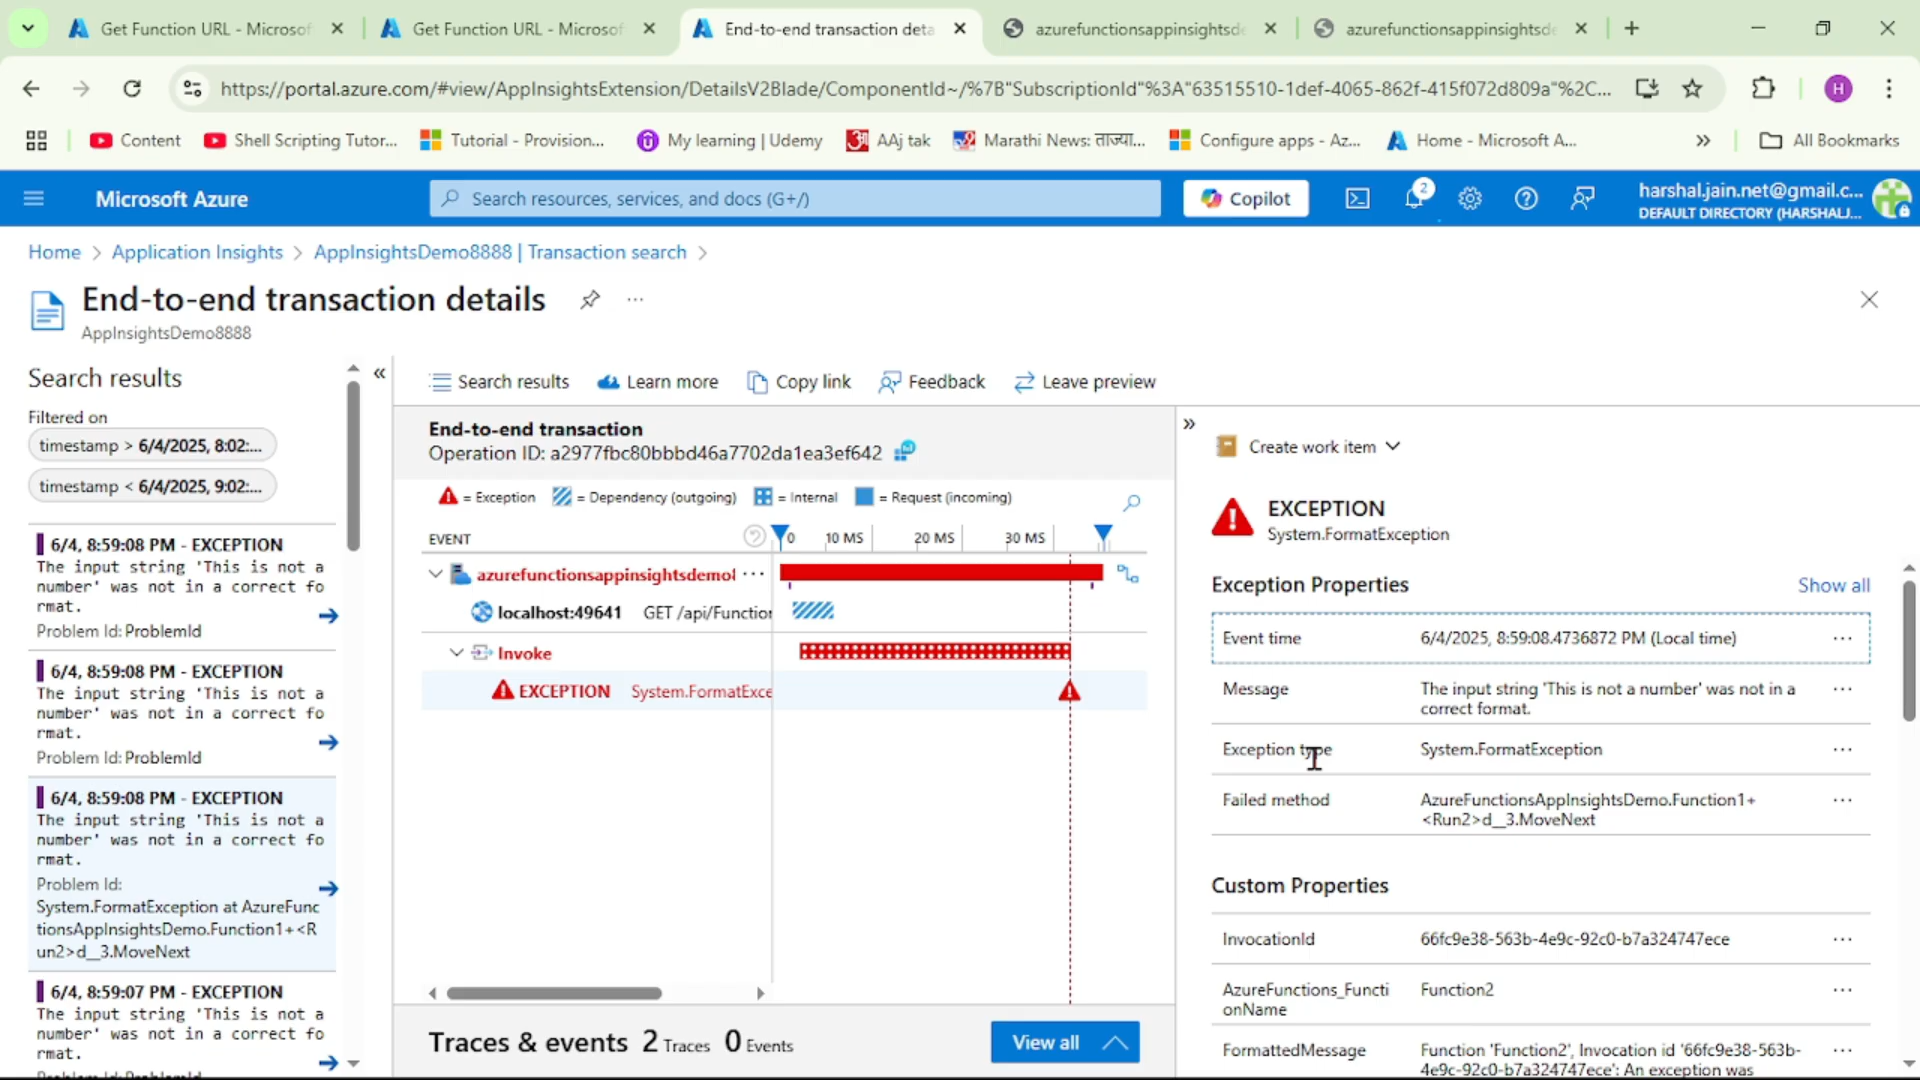 Get Function URL - Microsof
Get Function URL - Microsof
End-to-end transaction deta
azurefunctionsappinsightsde
azurefunctionsappinsightsde
https://portal.azure.com/#view/AppInsightsExtension/DetailsV2Blade/ComponentId~/%7B"SubscriptionId"%3A"63515510-1def-4065-862f-415f072d809a"%2C...
H
Content
Shell Scripting Tutor...
Tutorial - Provision...
My learning | Udemy
AAj tak
Marathi News: ताज्या...
Configure apps - Az...
Home - Microsoft A...
All Bookmarks
Microsoft Azure
Search resources, services, and docs (G+/)
Copilot
2
harshal.jain.net@gmail.c...
DEFAULT DIRECTORY (HARSHALJ...
Home > Application Insights > AppInsightsDemo8888 | Transaction search >
End-to-end transaction details
AppInsightsDemo8888
Search results
Filtered on
timestamp > 6/4/2025, 8:02:...
timestamp < 6/4/2025, 9:02:...
6/4, 8:59:08 PM - EXCEPTION
The input string 'This is not a
number' was not in a correct fo
rmat.
Problem Id: ProblemId
6/4, 8:59:08 PM - EXCEPTION
The input string 'This is not a
number' was not in a correct fo
rmat.
Problem Id: ProblemId
6/4, 8:59:08 PM - EXCEPTION
The input string 'This is not a
number' was not in a correct fo
rmat.
Problem Id:
System.FormatException at AzureFunc
tionsAppInsightsDemo.Function1+<R
un2>d__3.MoveNext
6/4, 8:59:07 PM - EXCEPTION
The input string 'This is not a
number' was not in a correct fo
rmat.
Problem Id: ProblemId
Search results
Learn more
Copy link
Feedback
Leave preview
End-to-end transaction
Operation ID: a2977fbc80bbbd46a7702da1ea3ef642
= Exception
= Dependency (outgoing)
= Internal
= Request (incoming)
EVENT
0
10 MS
20 MS
30 MS
azurefunctionsappinsightsdemo
localhost:49641 GET /api/Function
Invoke
EXCEPTION System.FormatExce
Traces & events 2 Traces 0 Events
View all
Create work item
EXCEPTION
System.FormatException
Exception Properties
Show all
Event time 6/4/2025, 8:59:08.4736872 PM (Local time)
Message The input string 'This is not a number' was not in a
correct format.
Exception type System.FormatException
Failed method AzureFunctionsAppInsightsDemo.Function1+
<Run2>d__3.MoveNext
Custom Properties
InvocationId 66fc9e38-563b-4e9c-92c0-b7a324747ece
AzureFunctions_Functi Function2
onName
FormattedMessage Function 'Function2', Invocation id '66fc9e38-563b-
4e9c-92c0-b7a324747ece': An exception was